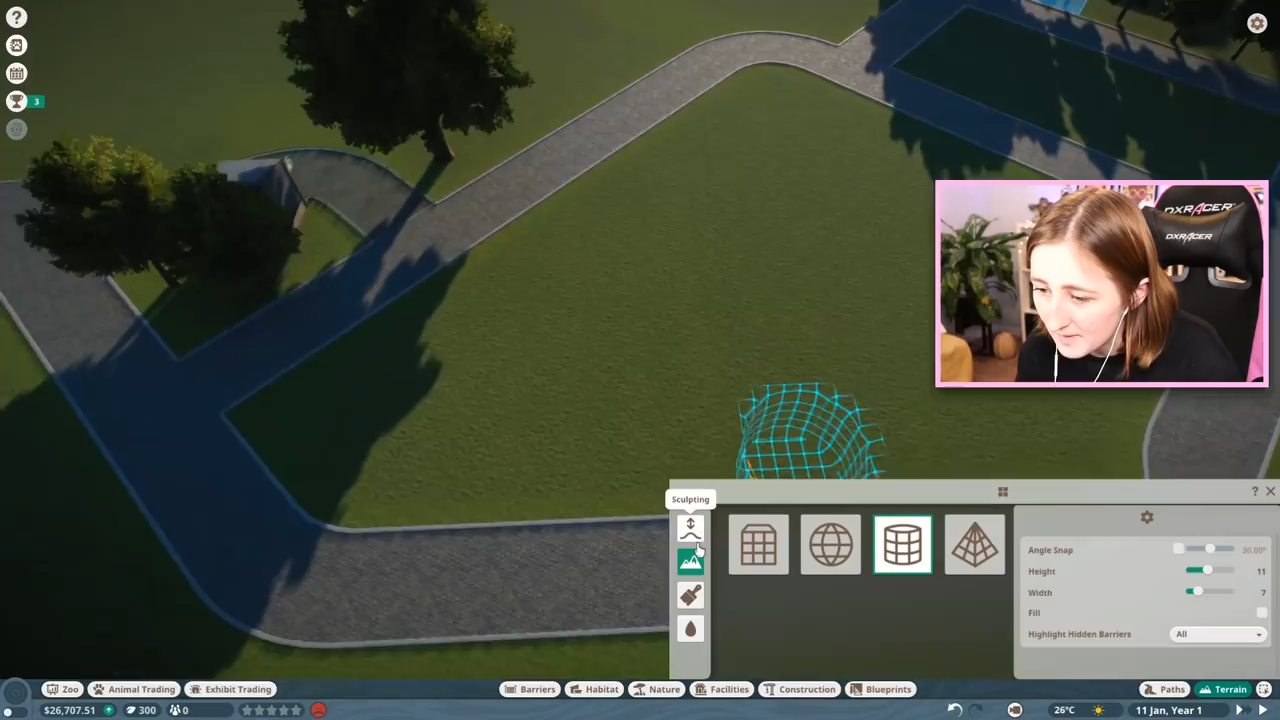 ?
3
DXRACER
DXRACER
Sculpting
?
Angle Snap 30.00°
Height 11
Width 7
Fill
Highlight Hidden Barriers All
Zoo Animal Trading Exhibit Trading Barriers Habitat Nature Facilities Construction Blueprints Paths Terrain
$26,707.51 300 0 26°C 11 Jan, Year 1